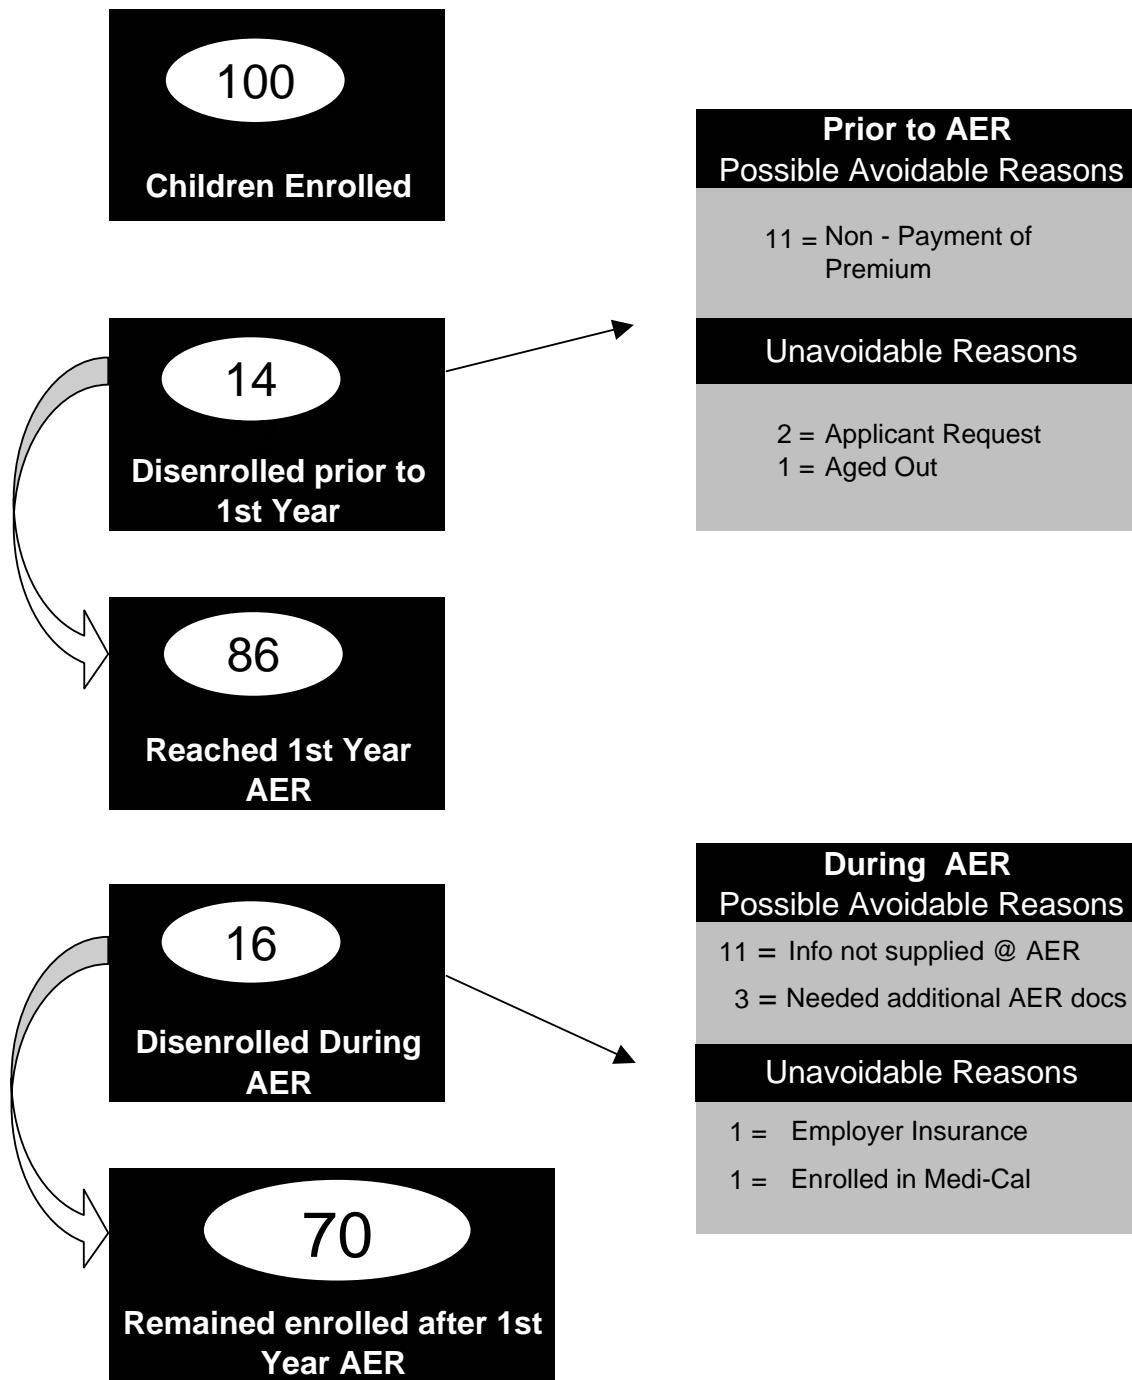 100
Children Enrolled
14
Disenrolled prior to
1st Year
86
Reached 1st Year
AER
16
Disenrolled During
AER
70
Remained enrolled after 1st
Year AER
Prior to AER
Possible Avoidable Reasons
11 = Non - Payment of
Premium
Unavoidable Reasons
2 = Applicant Request
1 = Aged Out
During AER
Possible Avoidable Reasons
11 = Info not supplied @ AER
3 = Needed additional AER docs
Unavoidable Reasons
1 = Employer Insurance
1 = Enrolled in Medi-Cal